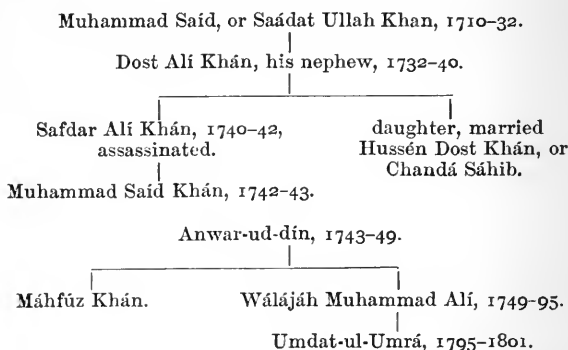 Muhammad Saíd, or Saádat Ullah Khan, 1710–32.
Dost Alí Khán, his nephew, 1732–40.
Safdar Alí Khán, 1740–42,
assassinated.
daughter, married
Hussén Dost Khán, or
Chandá Sáhib.
Muhammad Saíd Khán, 1742–43.
Anwar-ud-dín, 1743–49.
Máhfúz Khán.
Wálájáh Muhammad Alí, 1749–95.
Umdat-ul-Umrá, 1795–1801.